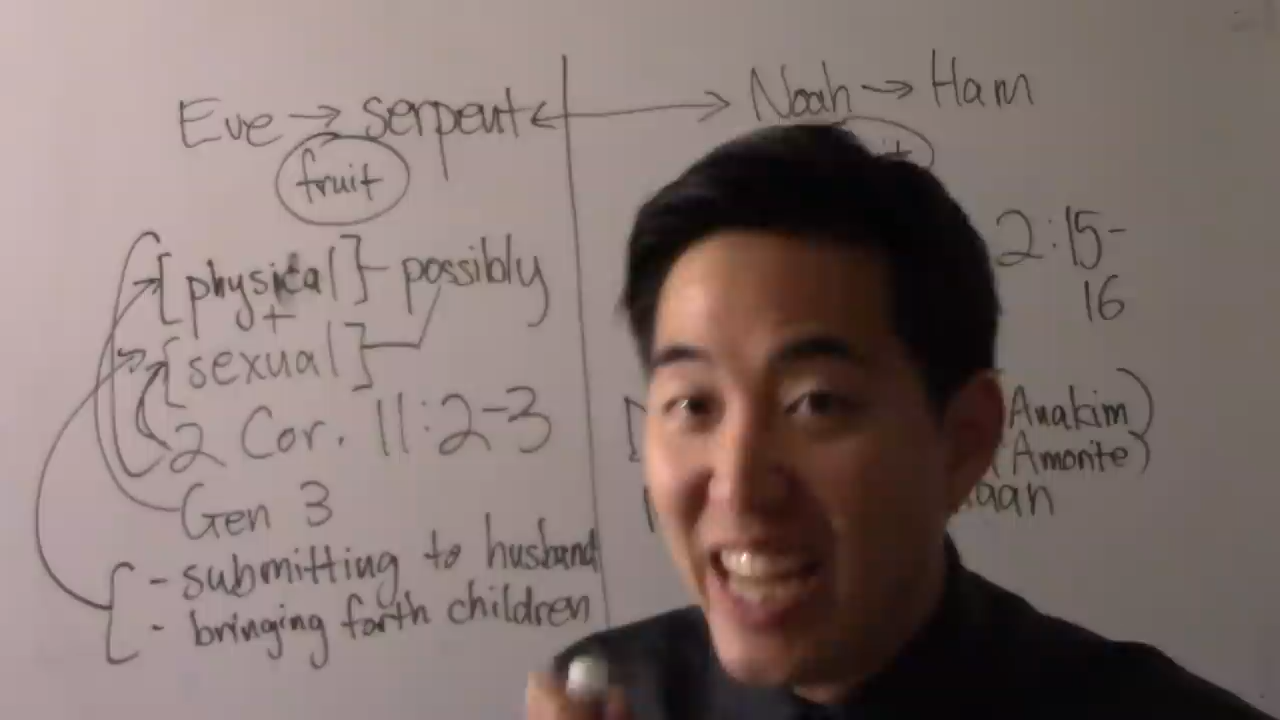 Eve → serpent ↔ Noah → Ham
fruit
[physical] - possibly
+
[sexual]
2 Cor. 11:2-3
Gen 3
- submitting to husband
- bringing forth children
2:15-
16
Anakim)
(Amorite)